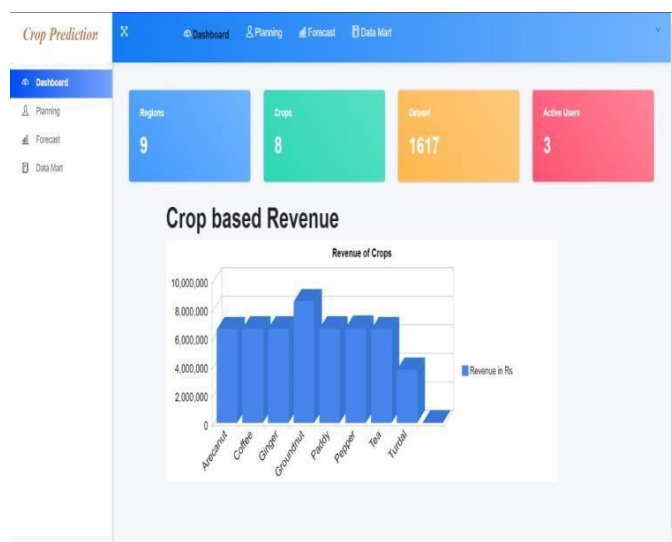 Crop Prediction
Dashboard Planning Forecast Data Mart
Dashboard
Planning
Forecast
Data Mart
Regions
9
Crops
8
Dataset
1617
Active Users
3
Crop based Revenue
Revenue of Crops
10,000,000
8,000,000
6,000,000
4,000,000
2,000,000
0
Arecanut
Coffee
Ginger
Groundnut
Paddy
Pepper
Tea
Turdal
Revenue in Rs